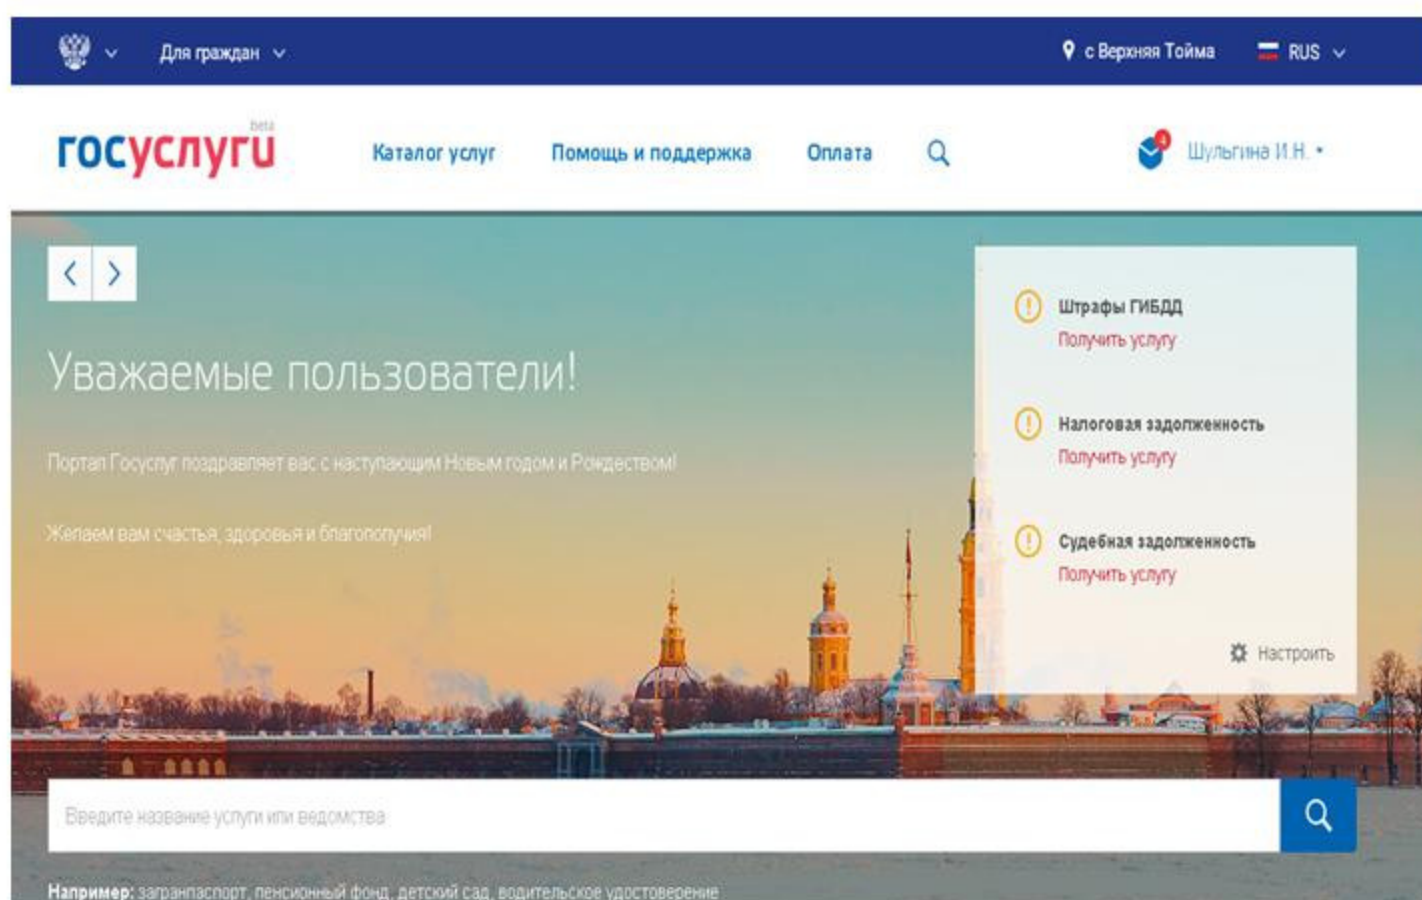 Для граждан
с Верхняя Тойма
RUS
beta
госуслуги
Каталог услуг
Помощь и поддержка
Оплата
4
Шульгина И.Н.
Уважаемые пользователи!
Портал Госуслуг поздравляет вас с наступающим Новым годом и Рождеством!
Желаем вам счастья, здоровья и благополучия!
Штрафы ГИБДД
Получить услугу
Налоговая задолженность
Получить услугу
Судебная задолженность
Получить услугу
Настроить
Введите название услуги или ведомства
Например: загранпаспорт, пенсионный фонд, детский сад, водительское удостоверение